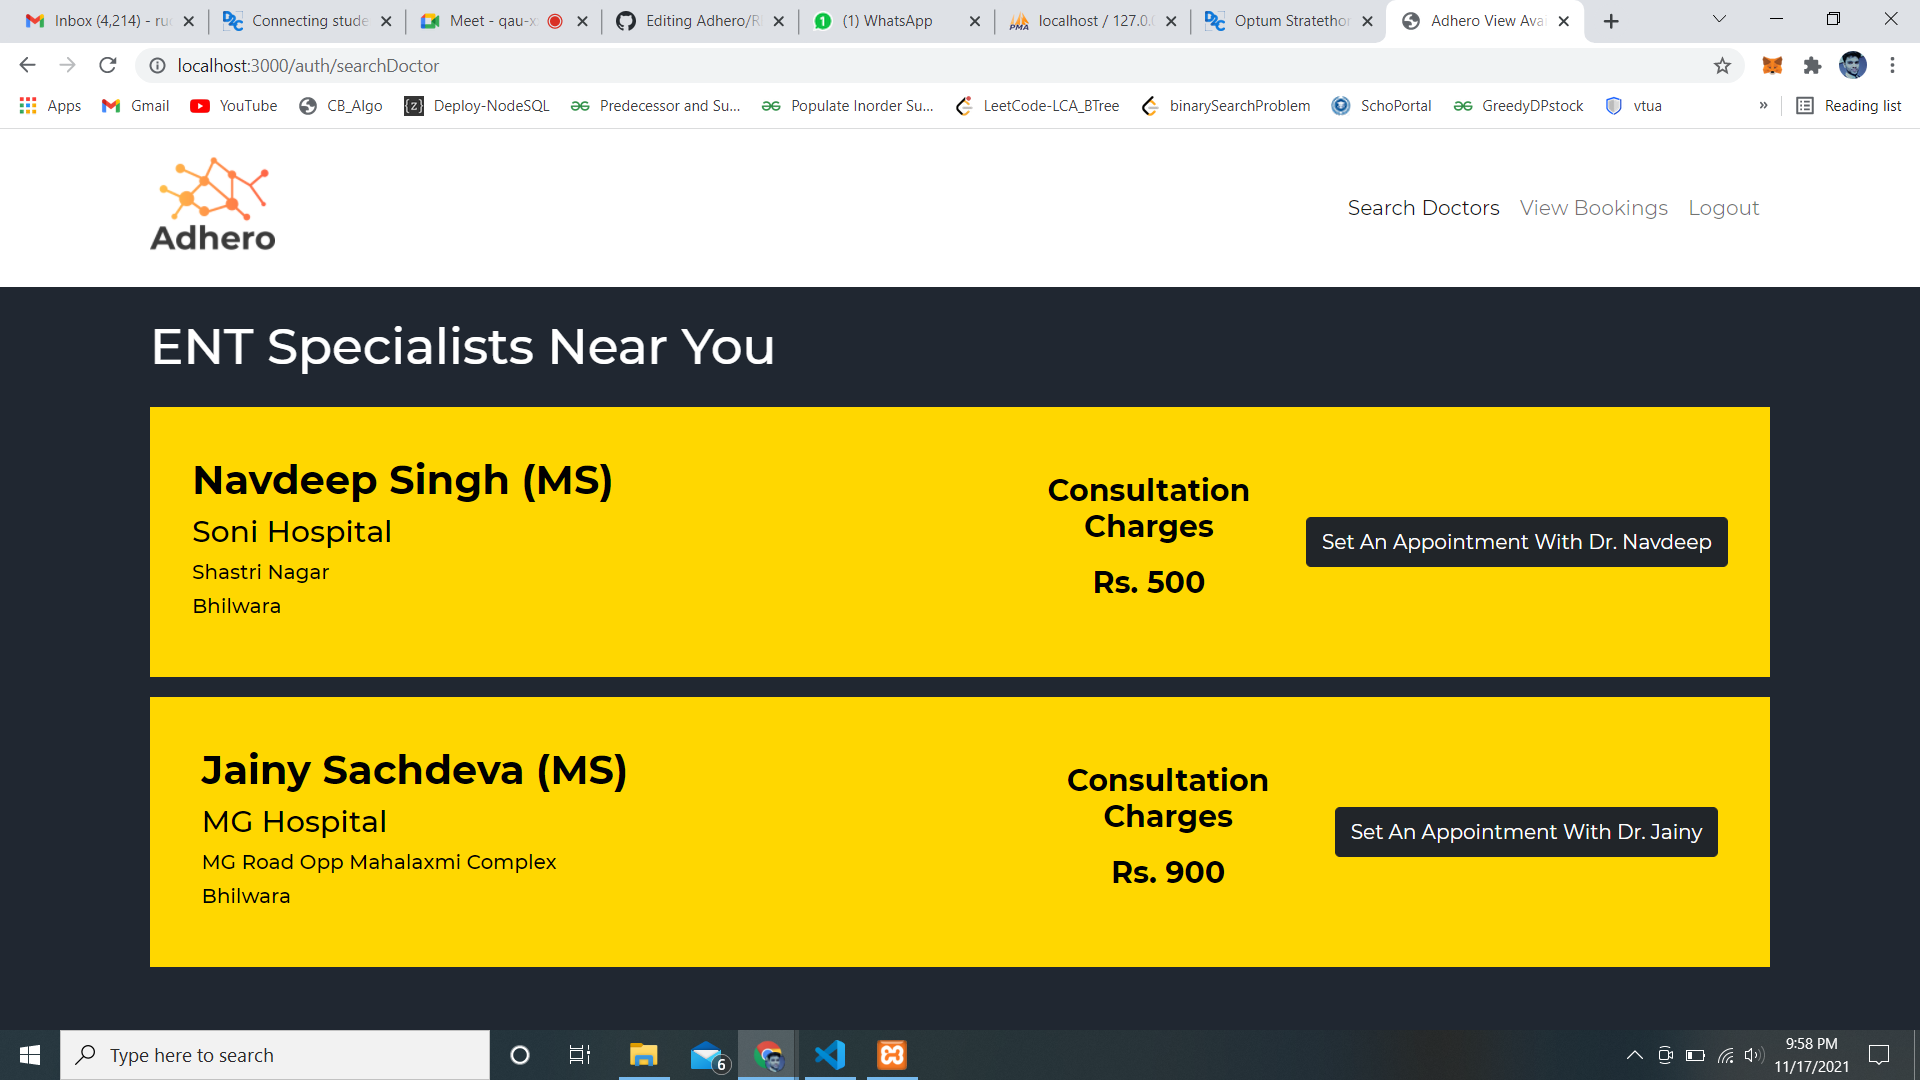 Inbox (4,214) - ru
Connecting stude
Meet - qau-x
Editing Adhero/R
(1) WhatsApp
localhost / 127.0.0
Optum Stratethon
Adhero View Avai
localhost:3000/auth/searchDoctor
Apps
Gmail
YouTube
CB_Algo
Deploy-NodeSQL
Predecessor and Su...
Populate Inorder Su...
LeetCode-LCA_BTree
binarySearchProblem
SchoPortal
GreedyDPstock
vtua
»
Reading list
Adhero
Search Doctors
View Bookings
Logout
ENT Specialists Near You
Navdeep Singh (MS)
Soni Hospital
Shastri Nagar
Bhilwara
Consultation
Charges
Rs. 500
Set An Appointment With Dr. Navdeep
Jainy Sachdeva (MS)
MG Hospital
MG Road Opp Mahalaxmi Complex
Bhilwara
Consultation
Charges
Rs. 900
Set An Appointment With Dr. Jainy
Type here to search
6
9:58 PM
11/17/2021